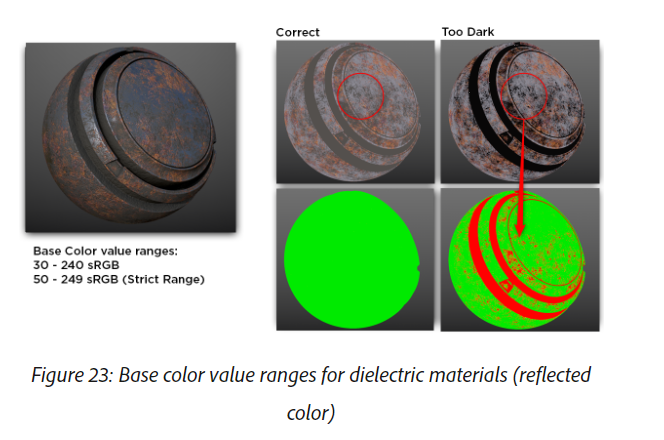 Correct
Too Dark
Base Color value ranges:
30 - 240 sRGB
50 - 249 sRGB (Strict Range)
Figure 23: Base color value ranges for dielectric materials (reflected
color)